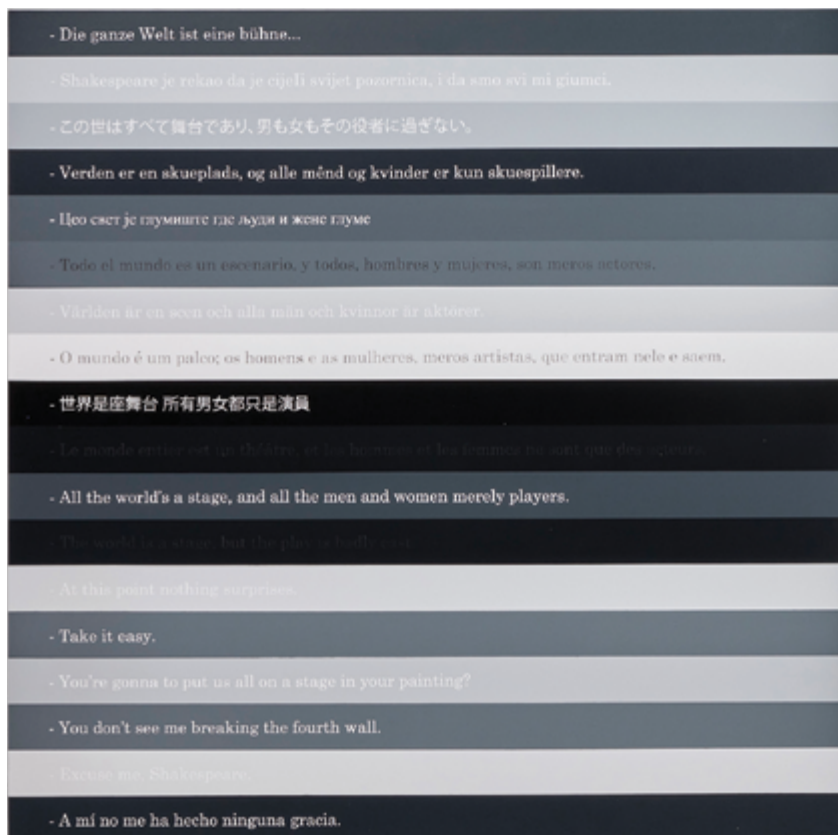 - Die ganze Welt ist eine bühne...
- Shakespeare je rekao da je cijeli svijet pozornica, i da smo svi mi glumci.
- この世はすべて舞台であり、男も女もその役者に過ぎない。
- Verden er en skueplads, og alle mënd og kvinder er kun skuespillere.
- Цео свет је глумиште где људи и жене глуме
- Todo el mundo es un escenario, y todos, hombres y mujeres, son meros actores.
- Världen är en scen och alla män och kvinnor är aktörer.
- O mundo é um palco; os homens e as mulheres, meros artistas, que entram nele e saem.
- 世界是座舞台 所有男女都只是演員
- Le monde entier est un théâtre, et les hommes et les femmes ne sont que des acteurs.
- All the world's a stage, and all the men and women merely players.
- The world is a stage, but the play is badly cast.
- At this point nothing surprises.
- Take it easy.
- You're gonna to put us all on a stage in your painting?
- You don't see me breaking the fourth wall.
- Excuse me, Shakespeare.
- A mí no me ha hecho ninguna gracia.